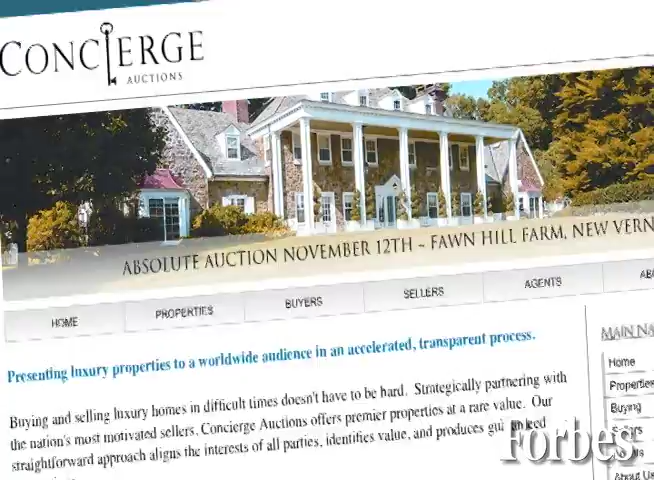 CONCIERGE
AUCTIONS
ABSOLUTE AUCTION NOVEMBER 12TH ~ FAWN HILL FARM, NEW VERN
HOME PROPERTIES BUYERS SELLERS AGENTS AB
Presenting luxury properties to a worldwide audience in an accelerated, transparent process.
Buying and selling luxury homes in difficult times doesn't have to be hard. Strategically partnering with
the nation's most motivated sellers, Concierge Auctions offers premier properties at a rare value. Our
straightforward approach aligns the interests of all parties, identifies value, and produces
MAIN NA
Home
Properties
Buying
About Us
Forbes